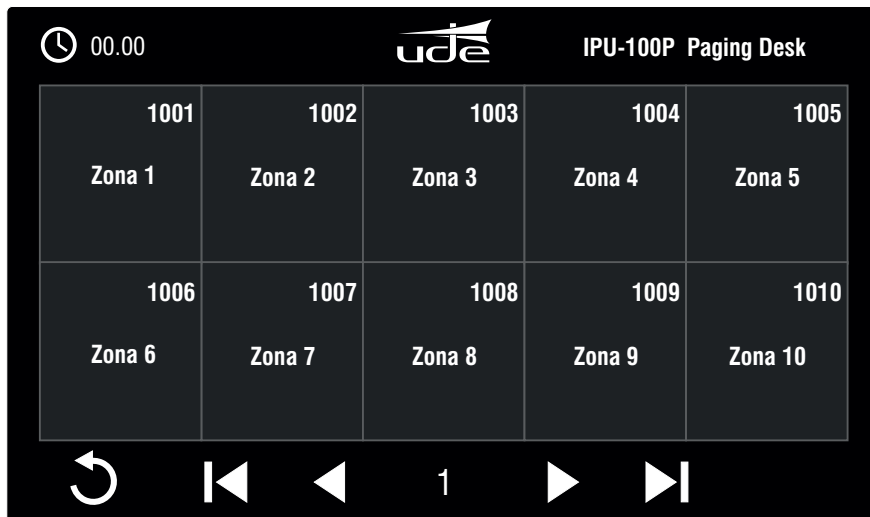 00.00 ude IPU-100P Paging Desk
1001 1002 1003 1004 1005
Zona 1 Zona 2 Zona 3 Zona 4 Zona 5
1006 1007 1008 1009 1010
Zona 6 Zona 7 Zona 8 Zona 9 Zona 10
1